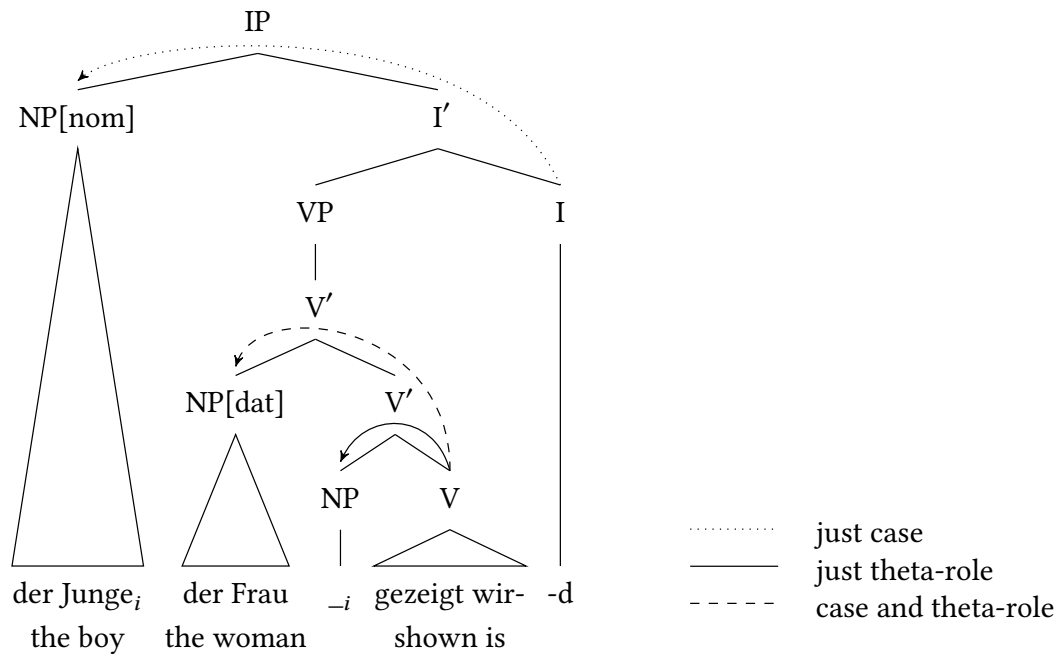 IP
NP[nom] I′
VP I
V′
NP[dat] V′
NP V
der Jungeᵢ der Frau _ᵢ gezeigt wir- -d
the boy the woman shown is
just case
just theta-role
case and theta-role